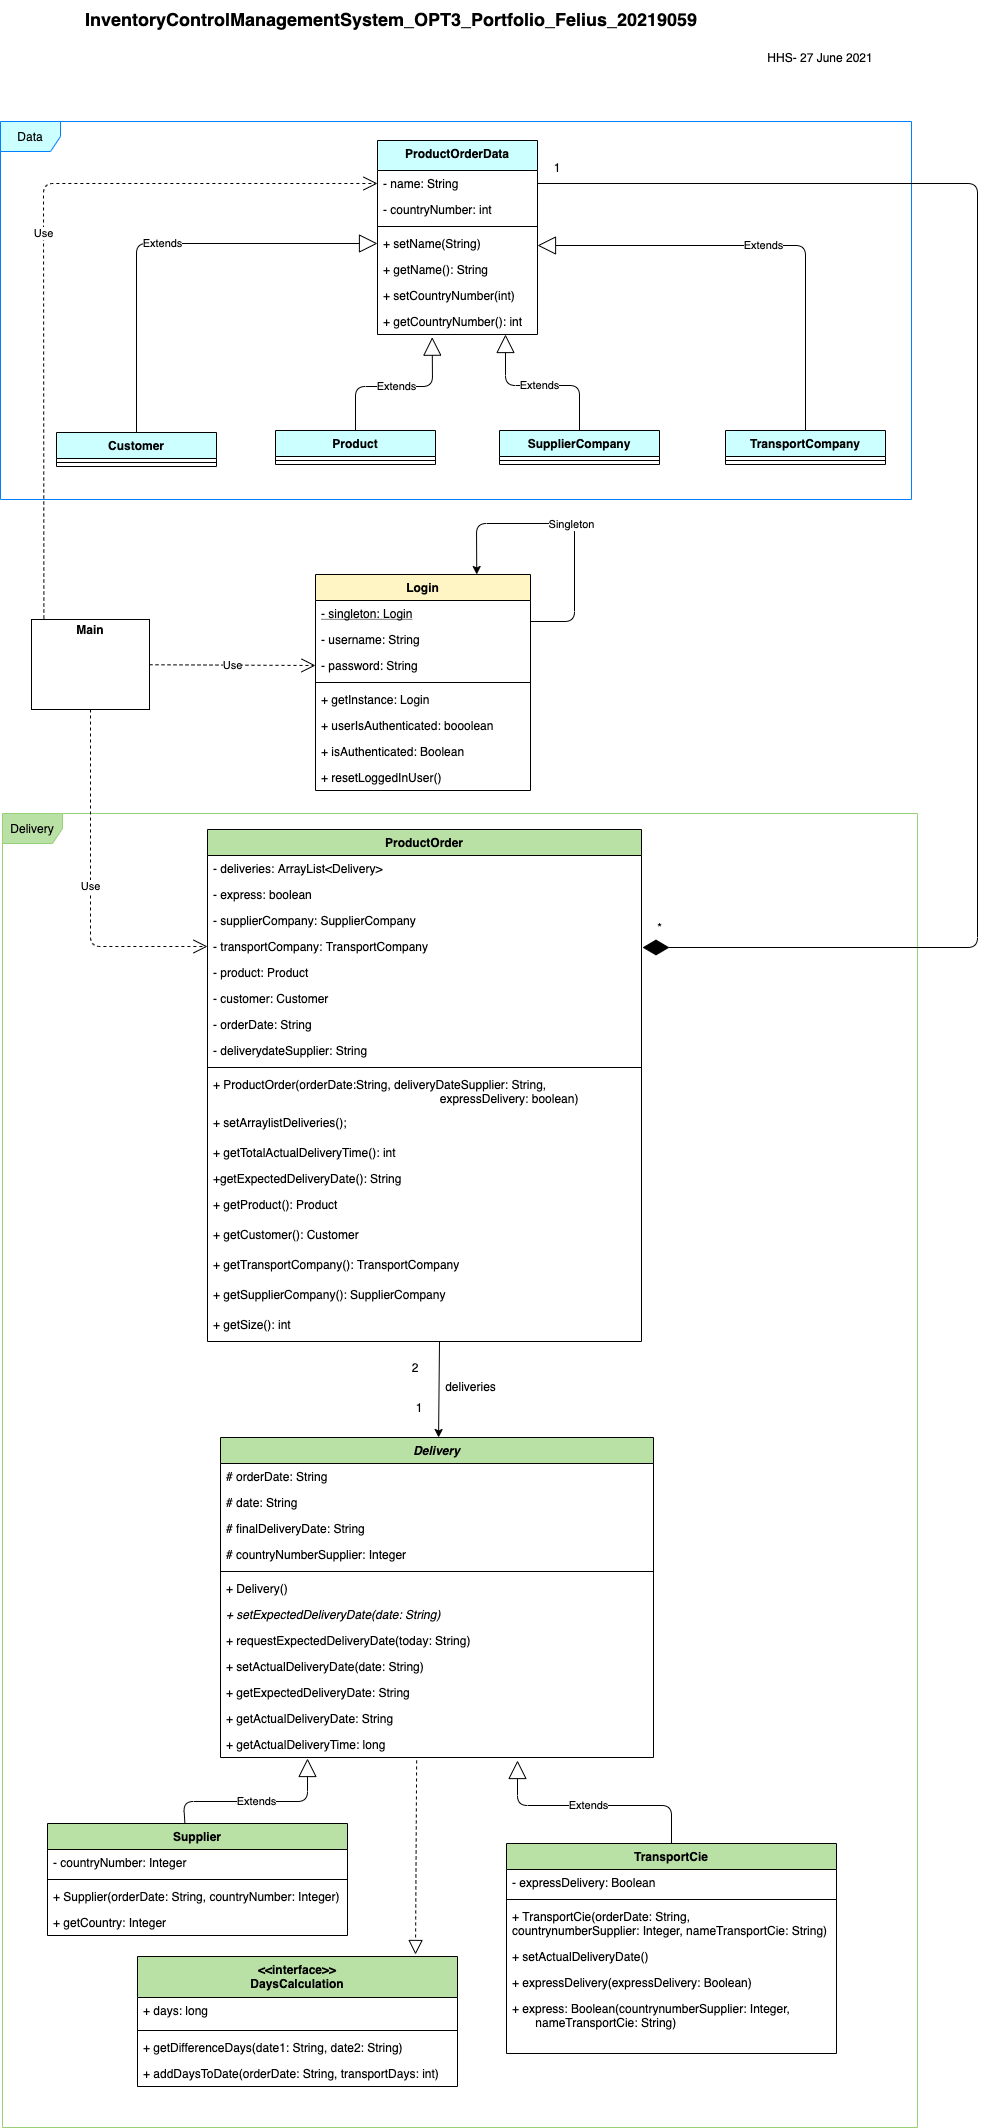 InventoryControlManagementSystem_OPT3_Portfolio_Felius_20219059
HHS- 27 June 2021
Data
ProductOrderData
- name: String
- countryNumber: int
+ setName(String)
+ getName(): String
+ setCountryNumber(int)
+ getCountryNumber(): int
1
Use
Extends
Extends
Extends
Extends
Customer
Product
SupplierCompany
TransportCompany
Singleton
Login
- singleton: Login
- username: String
- password: String
+ getInstance: Login
+ userIsAuthenticated: booolean
+ isAuthenticated: Boolean
+ resetLoggedInUser()
Main
Use
Use
Delivery
ProductOrder
- deliveries: ArrayList<Delivery>
- express: boolean
- supplierCompany: SupplierCompany
- transportCompany: TransportCompany
- product: Product
- customer: Customer
- orderDate: String
- deliverydateSupplier: String
*
+ ProductOrder(orderDate:String, deliveryDateSupplier: String,
expressDelivery: boolean)
+ setArraylistDeliveries();
+ getTotalActualDeliveryTime(): int
+getExpectedDeliveryDate(): String
+ getProduct(): Product
+ getCustomer(): Customer
+ getTransportCompany(): TransportCompany
+ getSupplierCompany(): SupplierCompany
+ getSize(): int
2
deliveries
1
Delivery
# orderDate: String
# date: String
# finalDeliveryDate: String
# countryNumberSupplier: Integer
+ Delivery()
+ setExpectedDeliveryDate(date: String)
+ requestExpectedDeliveryDate(today: String)
+ setActualDeliveryDate(date: String)
+ getExpectedDeliveryDate: String
+ getActualDeliveryDate: String
+ getActualDeliveryTime: long
Extends
Extends
Supplier
- countryNumber: Integer
+ Supplier(orderDate: String, countryNumber: Integer)
+ getCountry: Integer
TransportCie
- expressDelivery: Boolean
+ TransportCie(orderDate: String,
countrynumberSupplier: Integer, nameTransportCie: String)
+ setActualDeliveryDate()
+ expressDelivery(expressDelivery: Boolean)
+ express: Boolean(countrynumberSupplier: Integer,
nameTransportCie: String)
<<interface>>
DaysCalculation
+ days: long
+ getDifferenceDays(date1: String, date2: String)
+ addDaysToDate(orderDate: String, transportDays: int)